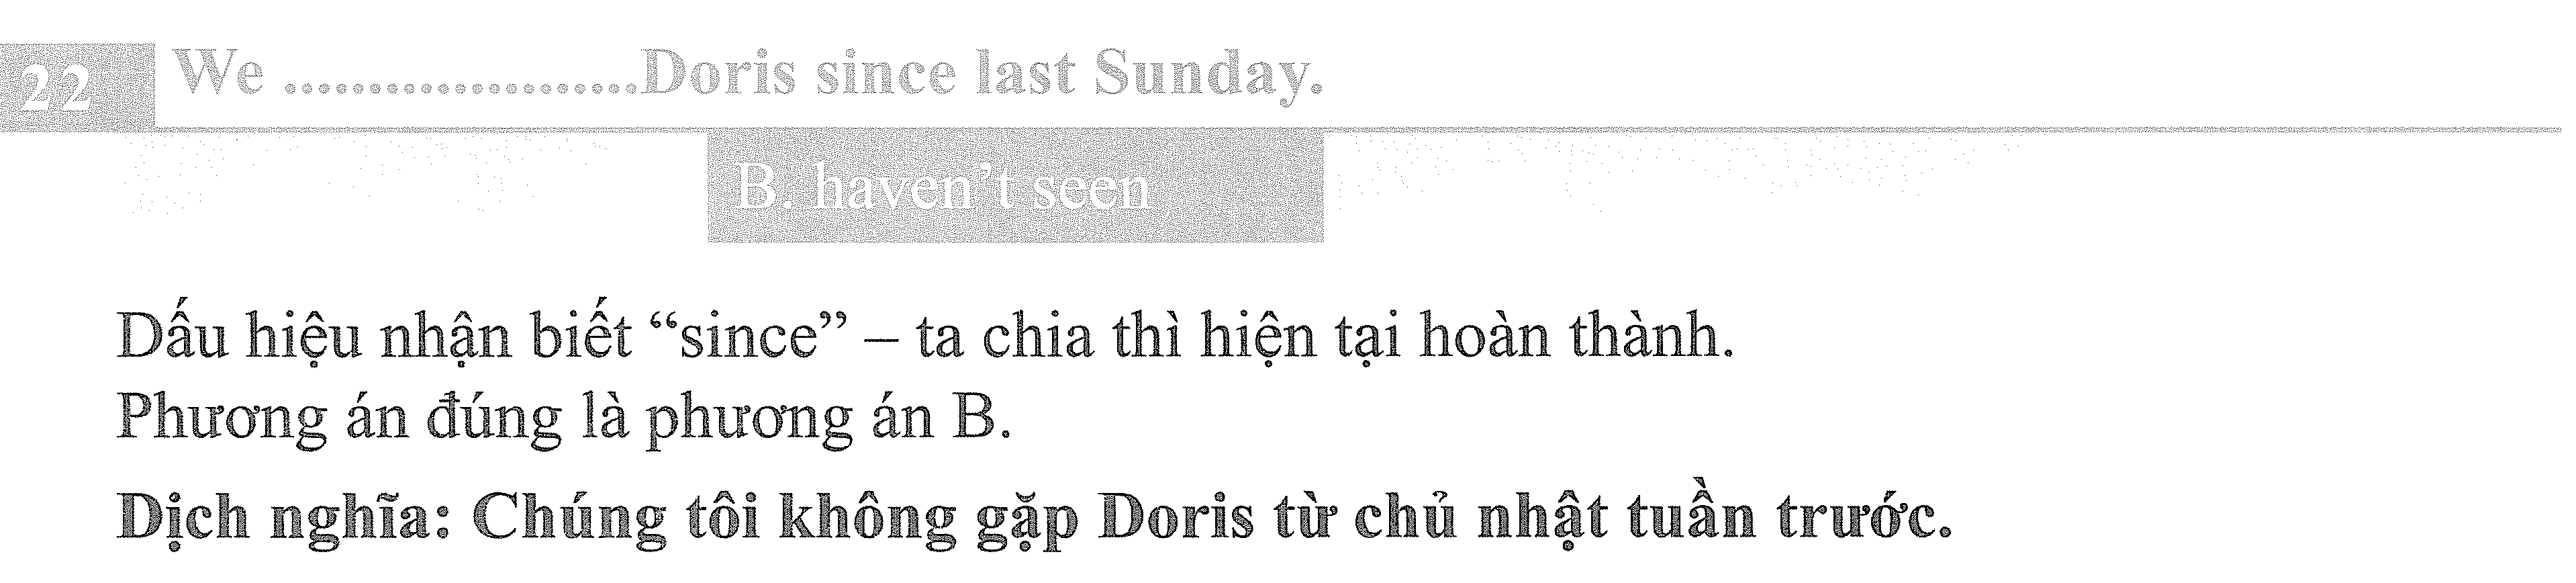 22 We .....................Doris since last Sunday.
B. haven’t seen
Dấu hiệu nhận biết “since” – ta chia thì hiện tại hoàn thành.
Phương án đúng là phương án B.
Dịch nghĩa: Chúng tôi không gặp Doris từ chủ nhật tuần trước.